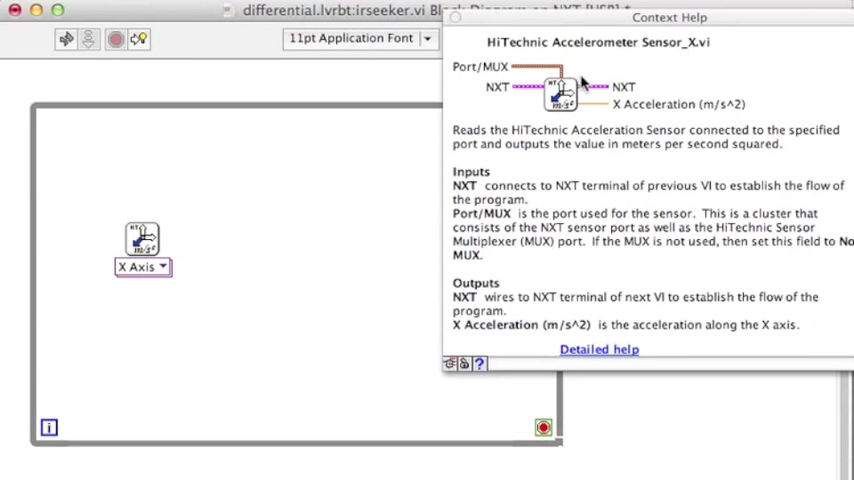 differential.lvrbt:irseeker.vi Block Diagram on NXT [USB] *
11pt Application Font
Context Help
HiTechnic Accelerometer Sensor_X.vi
Port/MUX
NXT
NXT
X Acceleration (m/s^2)
Reads the HiTechnic Acceleration Sensor connected to the specified
port and outputs the value in meters per second squared.
Inputs
NXT connects to NXT terminal of previous VI to establish the flow of
the program.
Port/MUX is the port used for the sensor. This is a cluster that
consists of the NXT sensor port as well as the HiTechnic Sensor
Multiplexer (MUX) port. If the MUX is not used, then set this field to No
MUX.
Outputs
NXT wires to NXT terminal of next VI to establish the flow of the
program.
X Acceleration (m/s^2) is the acceleration along the X axis.
Detailed help
?
X Axis
i